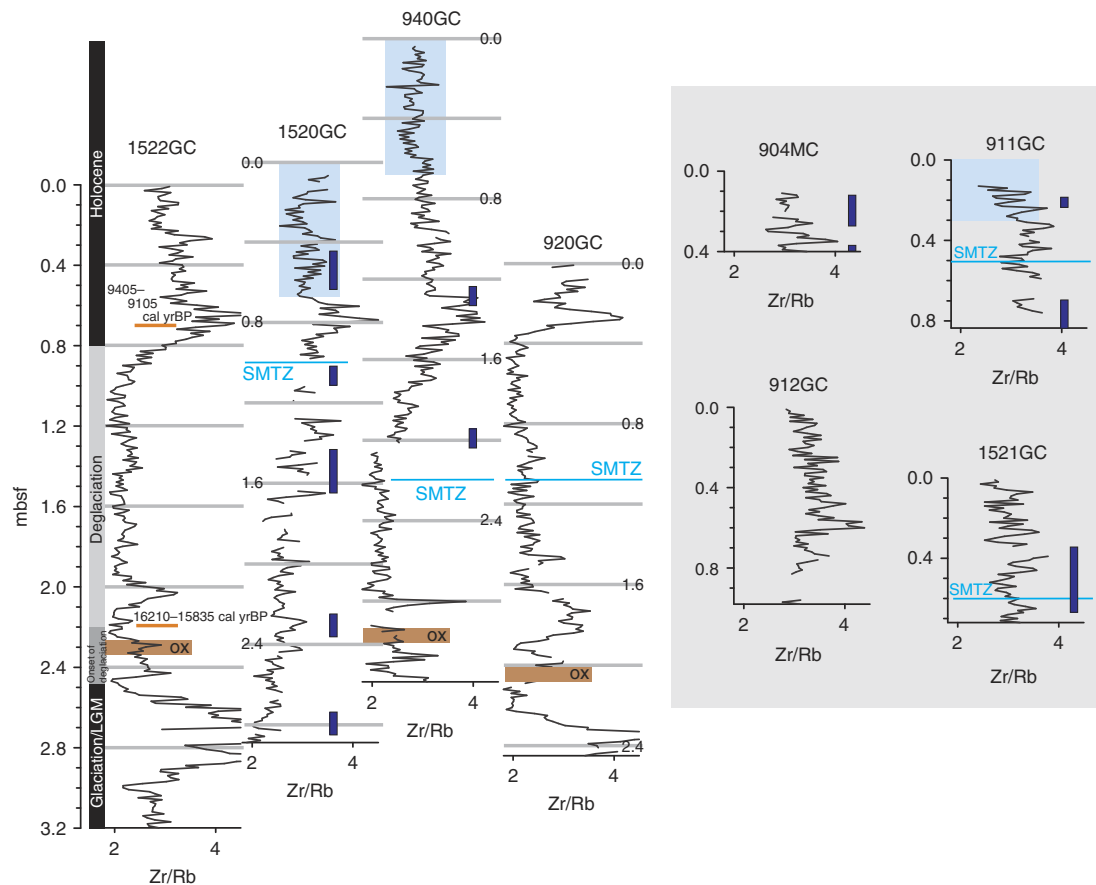 940GC
1520GC
1522GC
920GC
0.0
0.8
1.6
2.4
0.0
0.8
1.6
2.4
0.0
0.8
1.6
2.4
mbsf
0.0
0.4
0.8
1.2
1.6
2.0
2.4
2.8
3.2
Holocene
Deglaciation
Onset of
deglaciation
Glaciation/LGM
9405–
9105
cal yrBP
16210–15835 cal yrBP
OX
OX
OX
SMTZ
SMTZ
SMTZ
2
4
Zr/Rb
2
4
Zr/Rb
2
4
Zr/Rb
2
4
Zr/Rb
904MC
0.0
0.4
2
4
Zr/Rb
911GC
0.0
0.4
0.8
SMTZ
2
4
Zr/Rb
912GC
0.0
0.4
0.8
2
4
Zr/Rb
1521GC
0.0
0.4
SMTZ
2
4
Zr/Rb